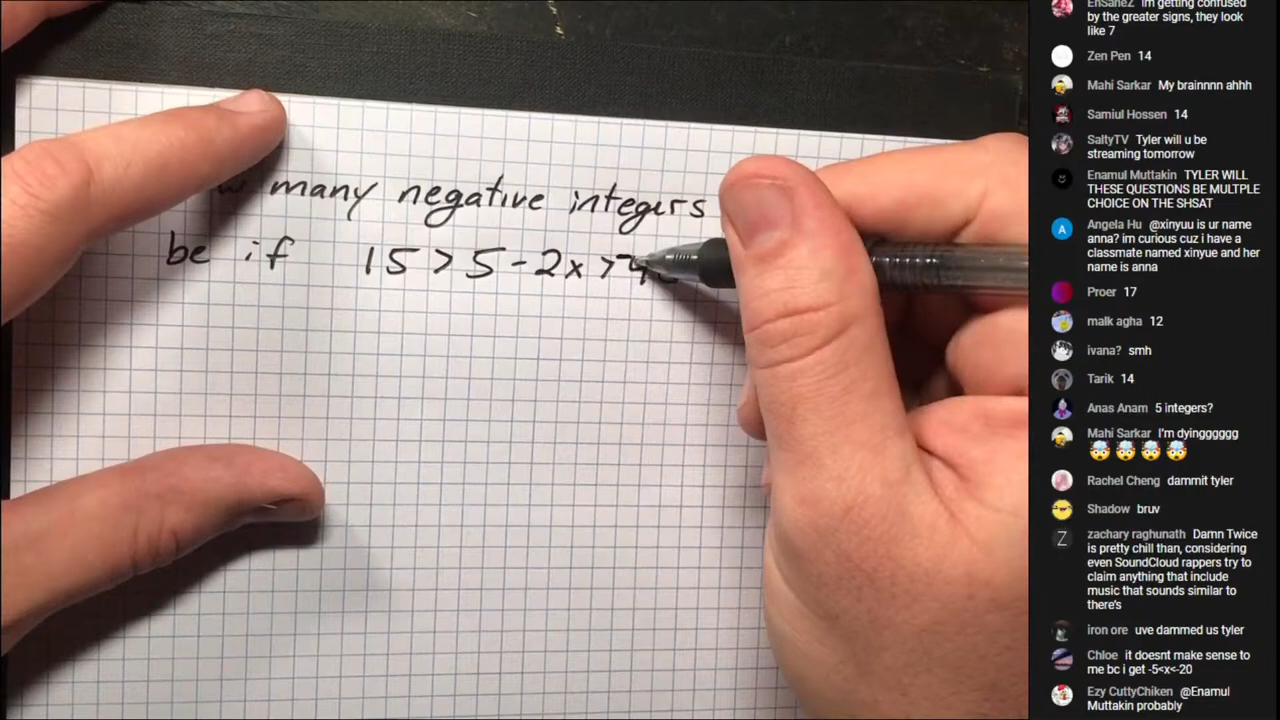 many negative integers
be if 15 > 5 - 2x >
EnSaneZ im getting confused
by the greater signs, they look
like 7
Zen Pen 14
Mahi Sarkar My brainnnn ahhh
Samiul Hossen 14
SaltyTV Tyler will u be
streaming tomorrow
Enamul Muttakin TYLER WILL
THESE QUESTIONS BE MULTPLE
CHOICE ON THE SHSAT
Angela Hu @xinyuu is ur name
anna? im curious cuz i have a
classmate named xinyue and her
name is anna
Proer 17
malk agha 12
ivana? smh
Tarik 14
Anas Anam 5 integers?
Mahi Sarkar I'm dyingggggg
🤯 🤯 🤯 🤯
Rachel Cheng dammit tyler
Shadow bruv
Z zachary raghunath Damn Twice
is pretty chill than, considering
even SoundCloud rappers try to
claim anything that include
music that sounds similar to
there's
iron ore uve dammed us tyler
Chloe it doesnt make sense to
me bc i get -5<x<-20
Ezy CuttyChicken @Enamul
Muttakin probably